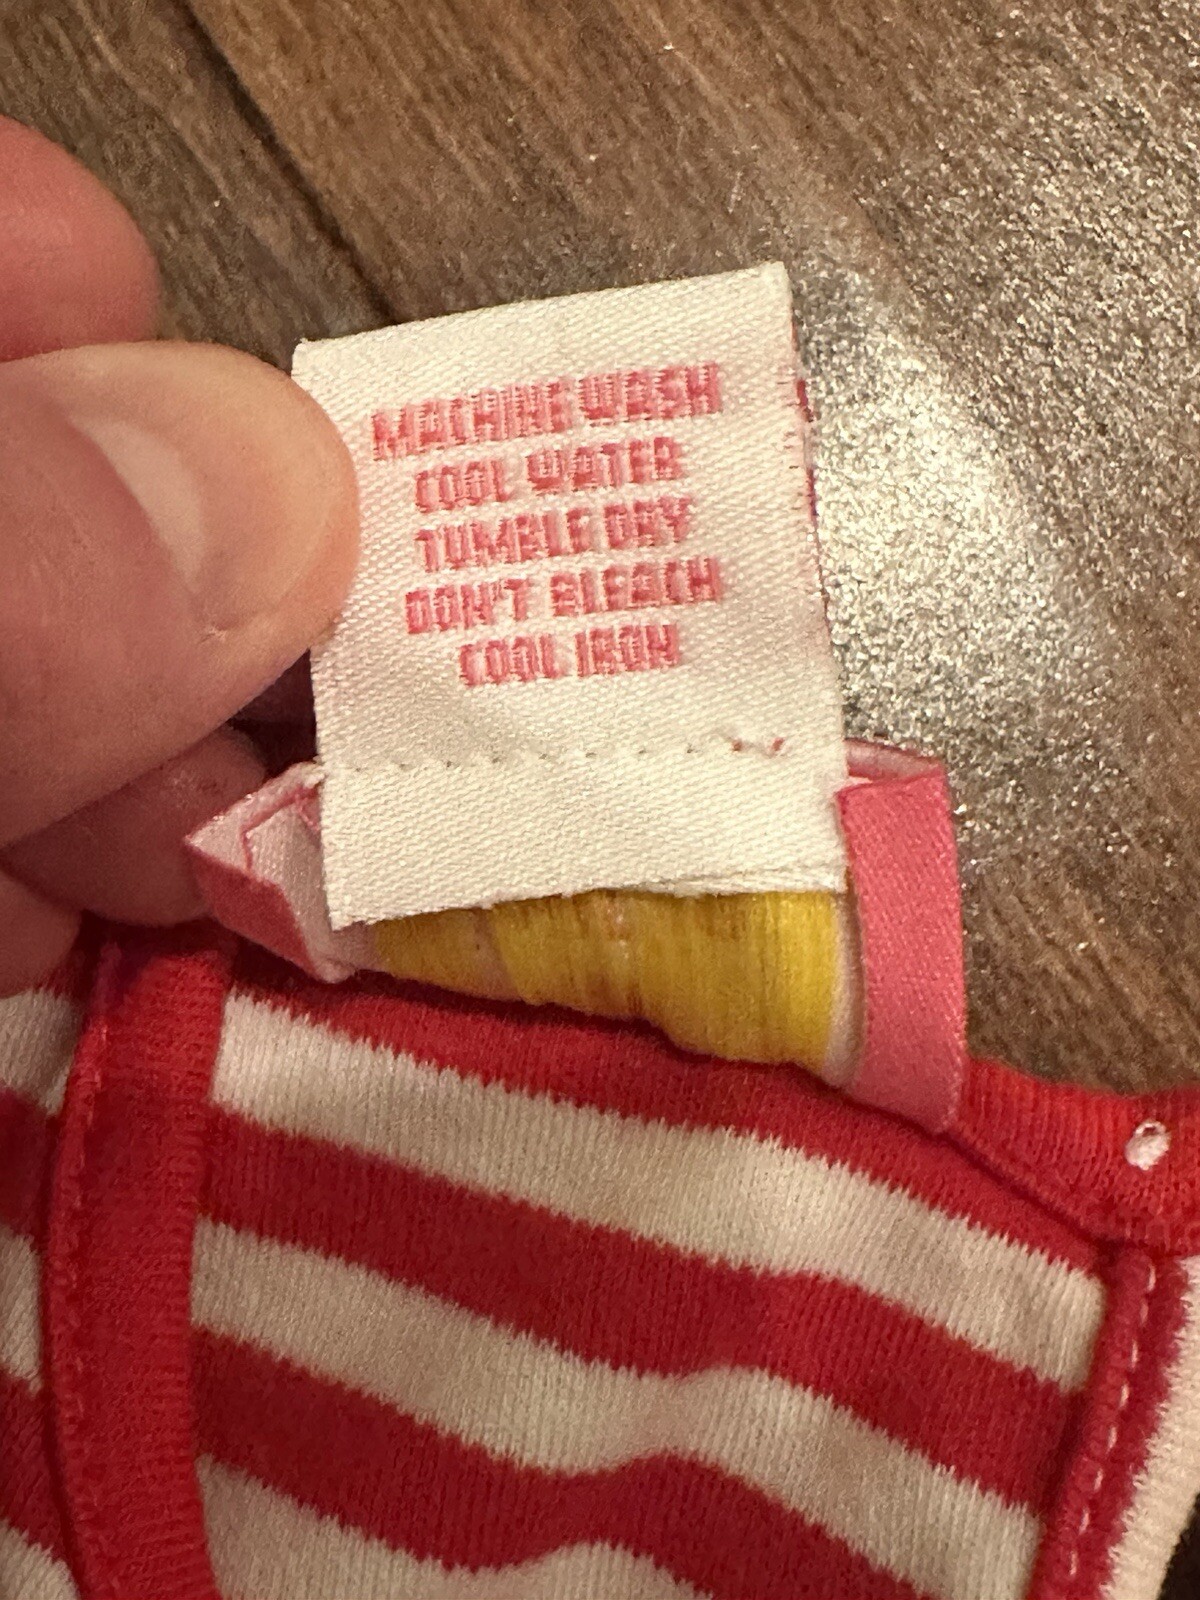 MACHINE WASH
COOL WATER
TUMBLE DRY
DON'T BLEACH
COOL IRON